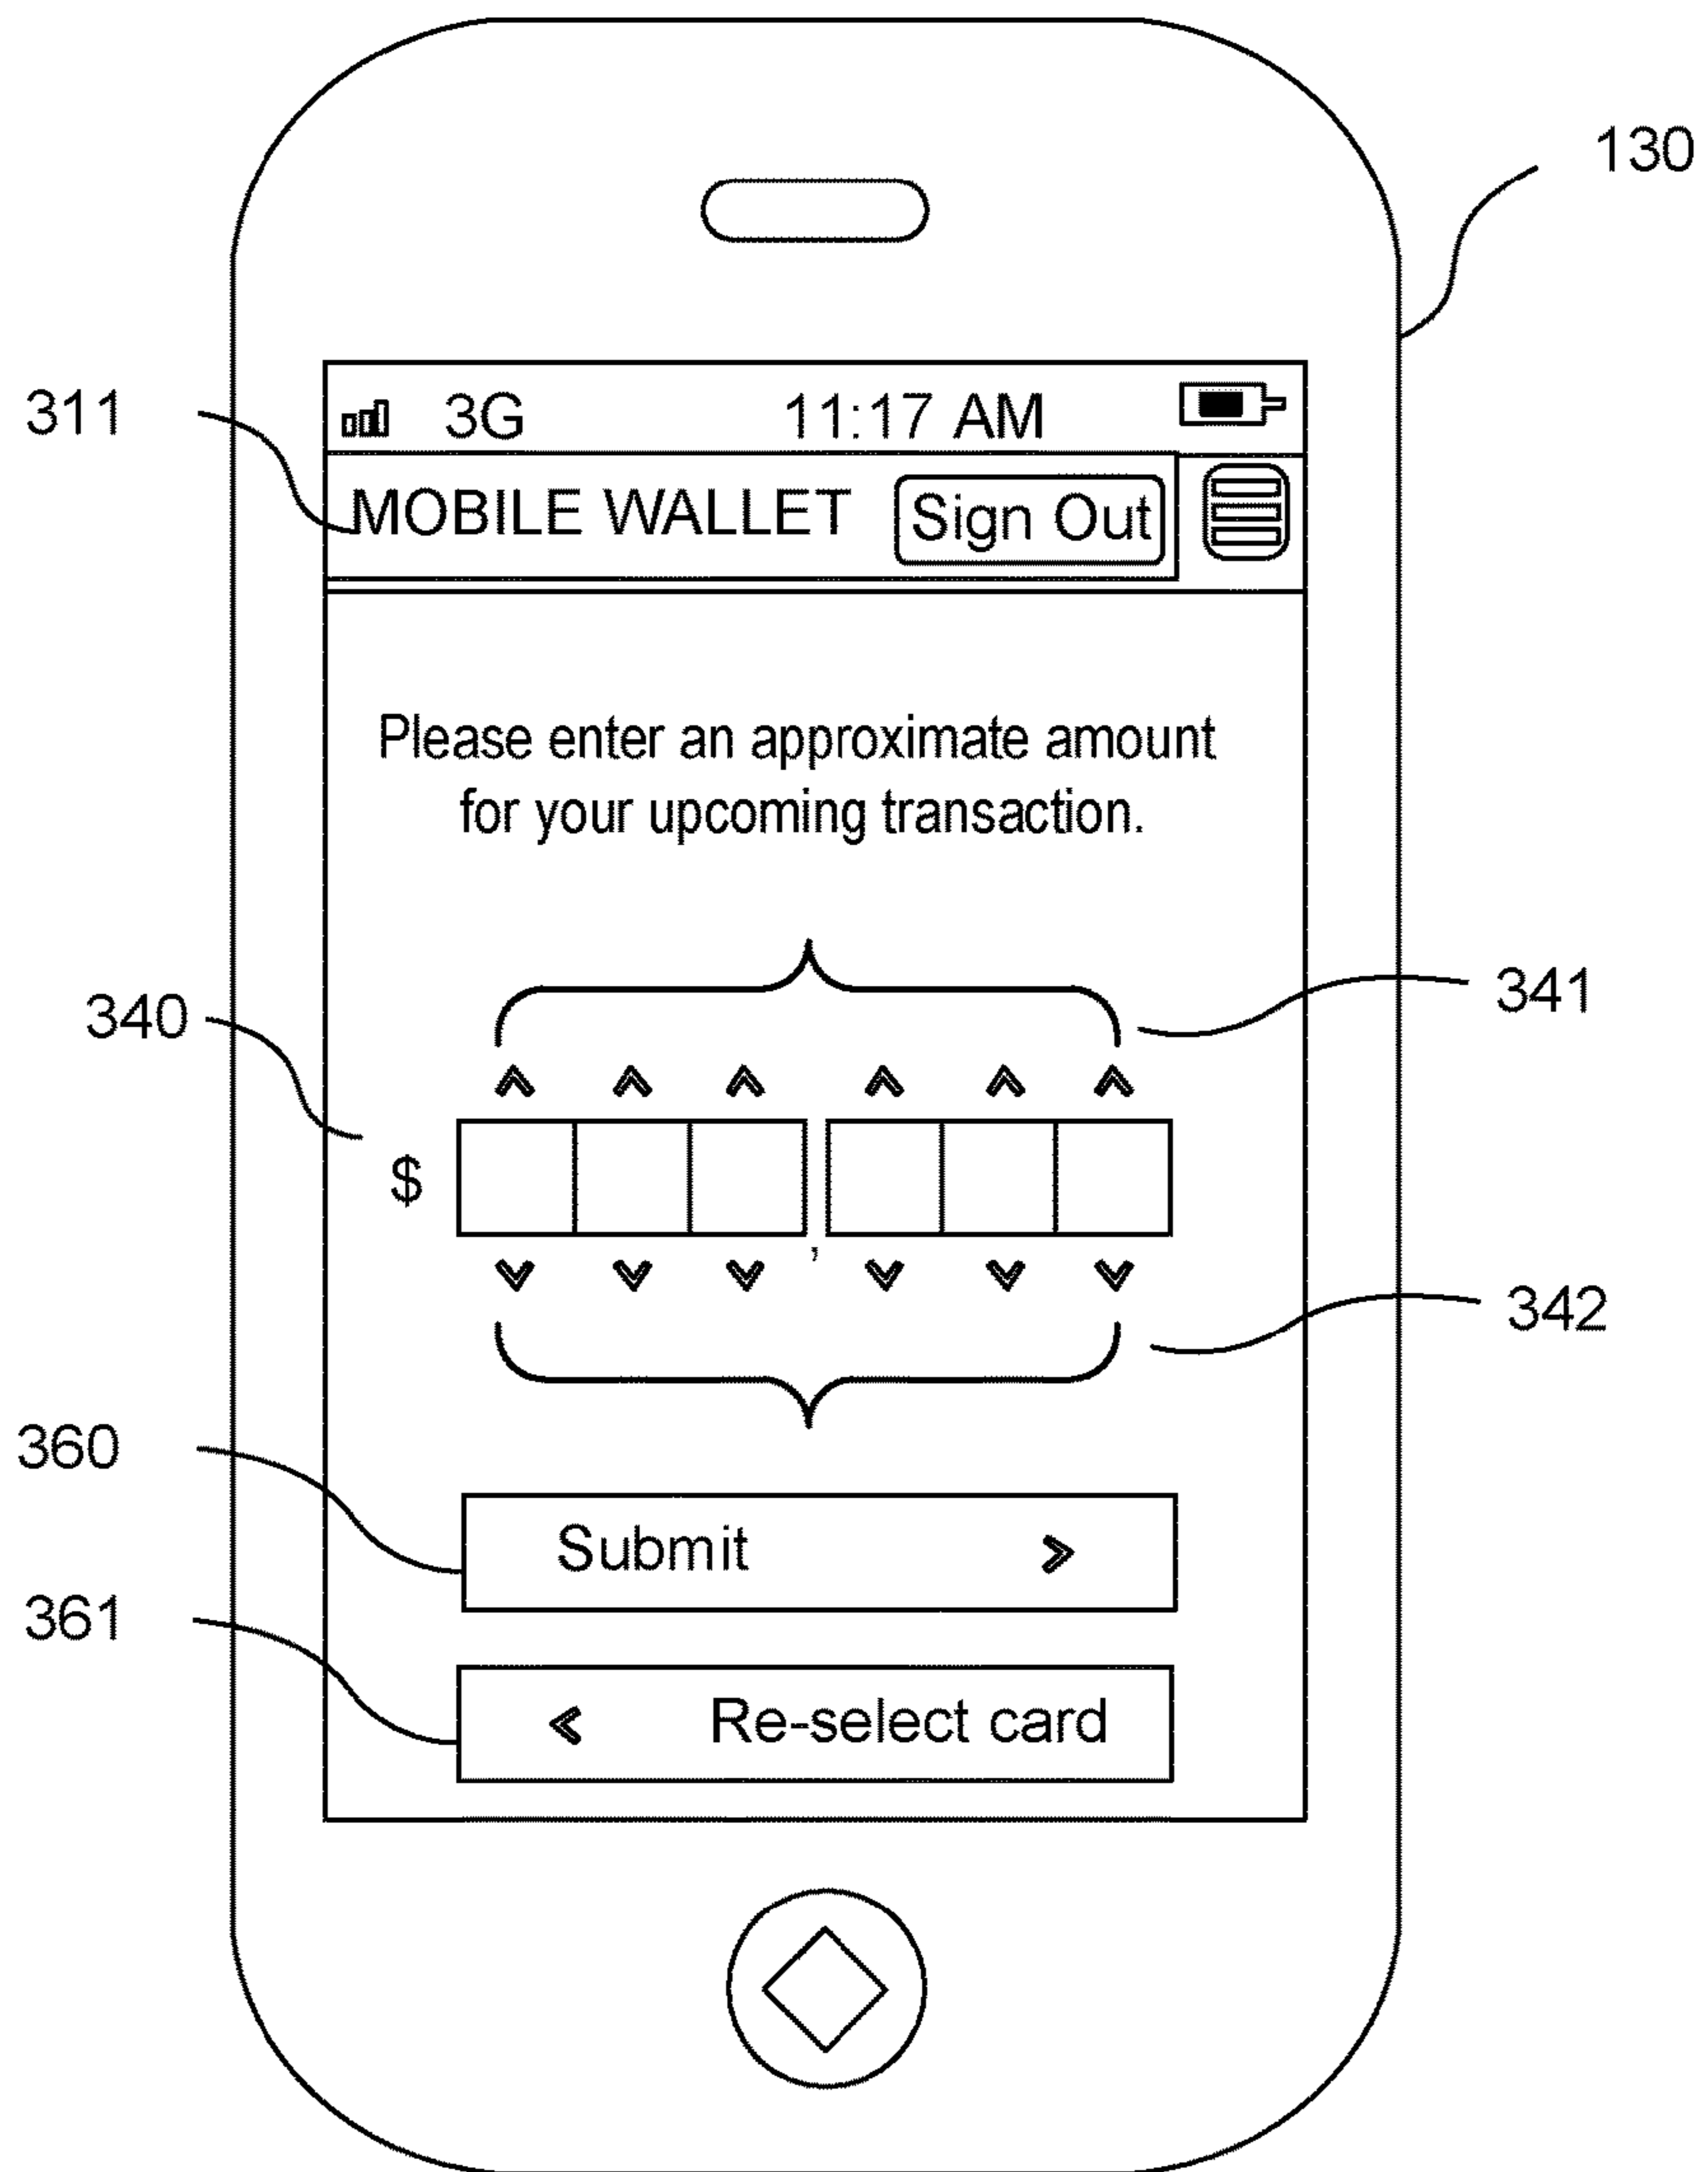 130
311
3G 11:17 AM
MOBILE WALLET Sign Out
Please enter an approximate amount
for your upcoming transaction.
341
340
$ ,
342
360
Submit >
361
< Re-select card